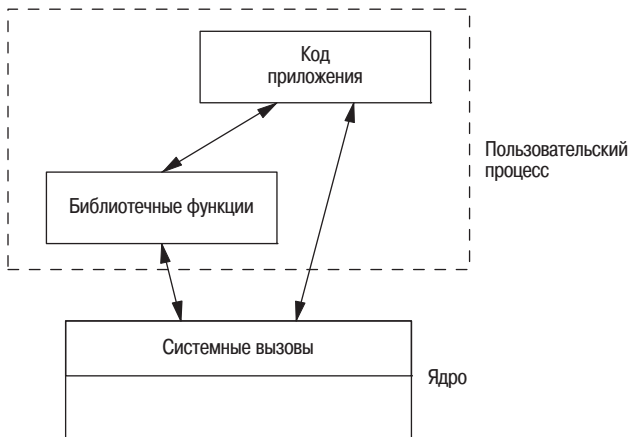 Код
приложения
Пользовательский
процесс
Библиотечные функции
Системные вызовы
Ядро